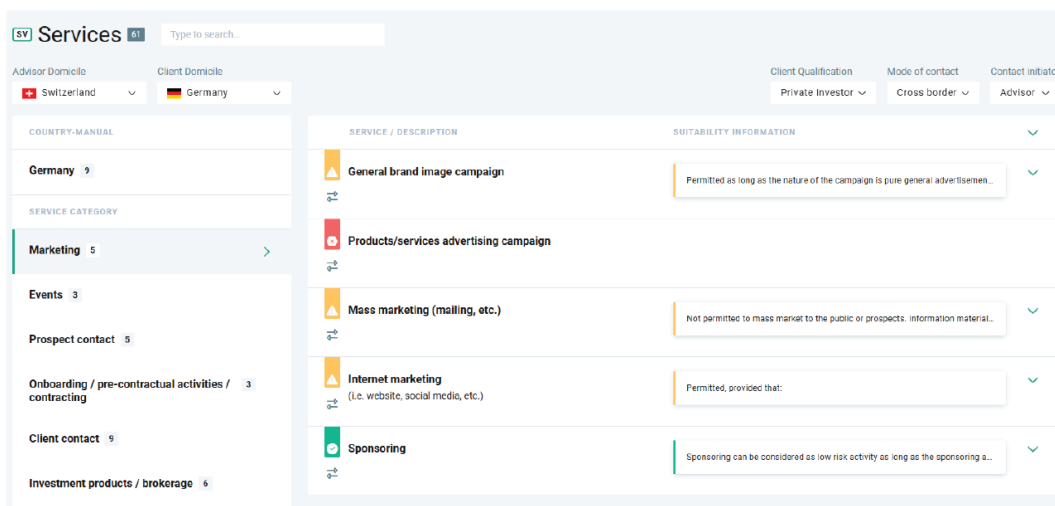 SV Services 61
Type to search...
Advisor Domicile
Client Domicile
Client Qualification
Mode of contact
Contact initiato
Switzerland
Germany
Private Investor
Cross border
Advisor
COUNTRY-MANUAL
SERVICE / DESCRIPTION
SUITABILITY INFORMATION
Germany 9
General brand image campaign
Permitted as long as the nature of the campaign is pure general advertisemen...
SERVICE CATEGORY
Marketing 5
Products/services advertising campaign
Events 3
Mass marketing (mailing, etc.)
Not permitted to mass market to the public or prospects. Information material...
Prospect contact 5
Onboarding / pre-contractual activities / 3
contracting
Internet marketing
(i.e. website, social media, etc.)
Permitted, provided that:
Client contact 9
Sponsoring
Sponsoring can be considered as low risk activity as long as the sponsoring a...
Investment products / brokerage 6